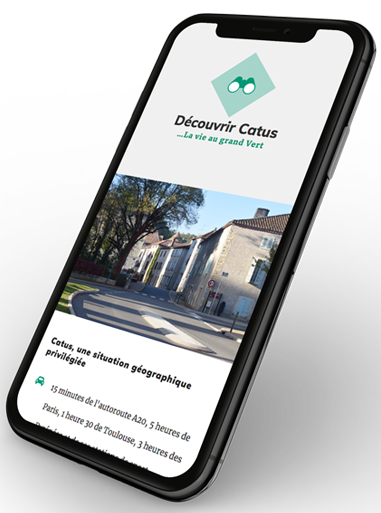 Découvrir Catus
...La vie au grand Vert
Catus, une situation géographique
privilégiée
15 minutes de l'autoroute A20, 5 heures de
Paris, 1 heure 30 de Toulouse, 3 heures des